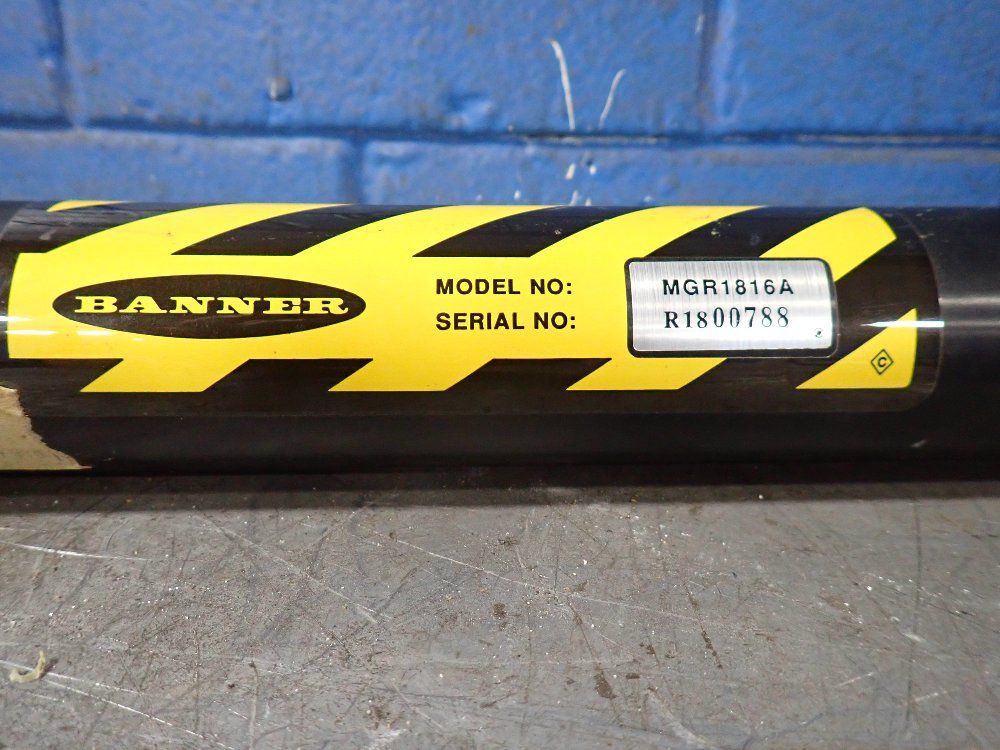 BANNER
MODEL NO: MGR1816A
SERIAL NO: R1800788
C